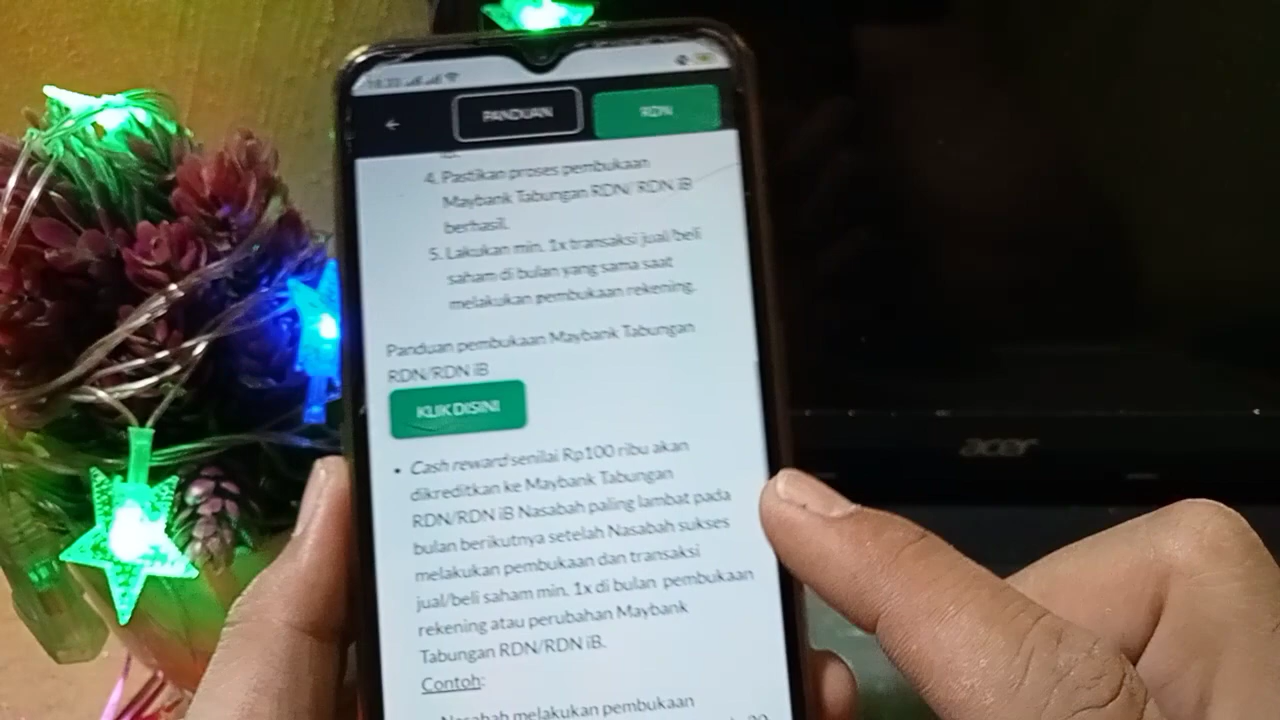 PANDUAN
RDN
4. Pastikan proses pembukaan
Maybank Tabungan RDN/ RDN iB
berhasil.
5. Lakukan min. 1x transaksi jual/beli
saham di bulan yang sama saat
melakukan pembukaan rekening.
Panduan pembukaan Maybank Tabungan
RDN/RDN iB
KLIK DISINI
• Cash reward senilai Rp100 ribu akan
dikreditkan ke Maybank Tabungan
RDN/RDN iB Nasabah paling lambat pada
bulan berikutnya setelah Nasabah sukses
melakukan pembukaan dan transaksi
jual/beli saham min. 1x di bulan pembukaan
rekening atau perubahan Maybank
Tabungan RDN/RDN iB.
Contoh:
Nasabah melakukan pembukaan
acer